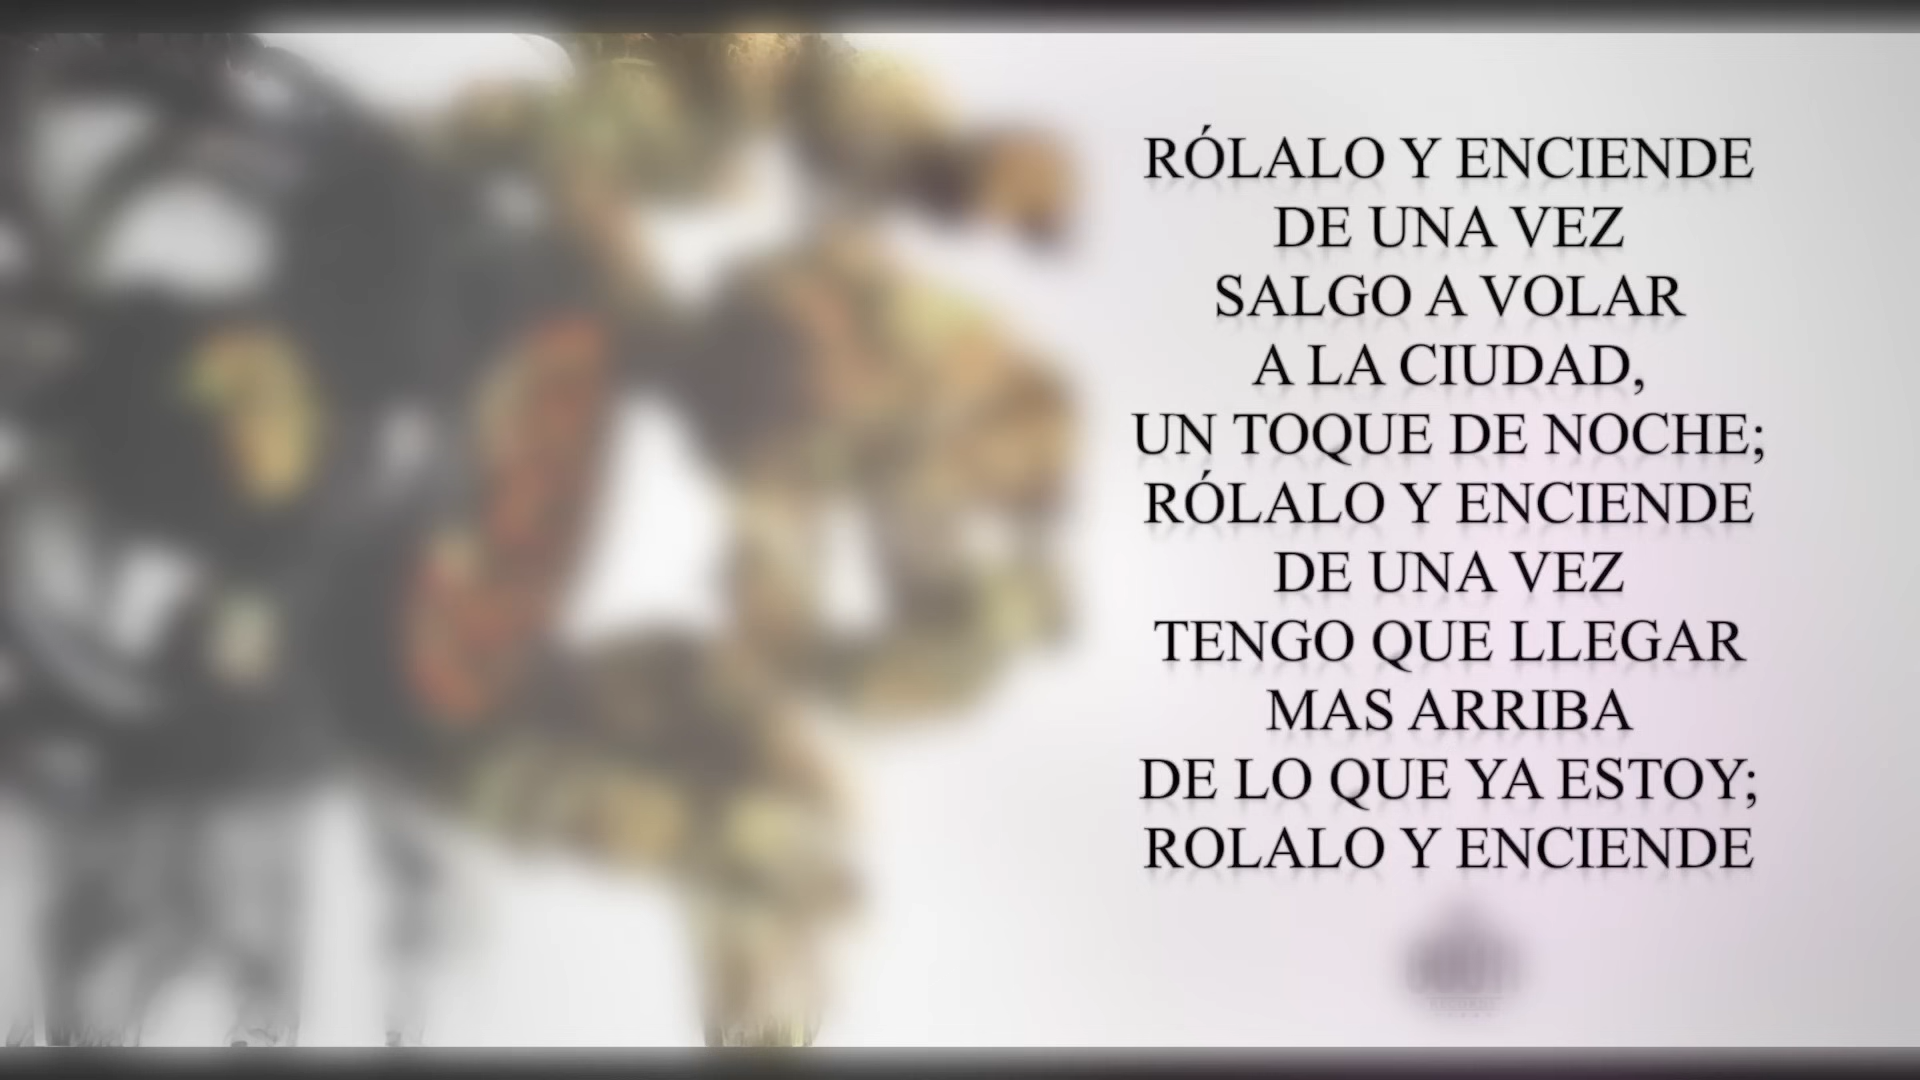 RÓLALO Y ENCIENDE
DE UNA VEZ
SALGO A VOLAR
A LA CIUDAD,
UN TOQUE DE NOCHE;
RÓLALO Y ENCIENDE
DE UNA VEZ
TENGO QUE LLEGAR
MAS ARRIBA
DE LO QUE YA ESTOY;
ROLALO Y ENCIENDE